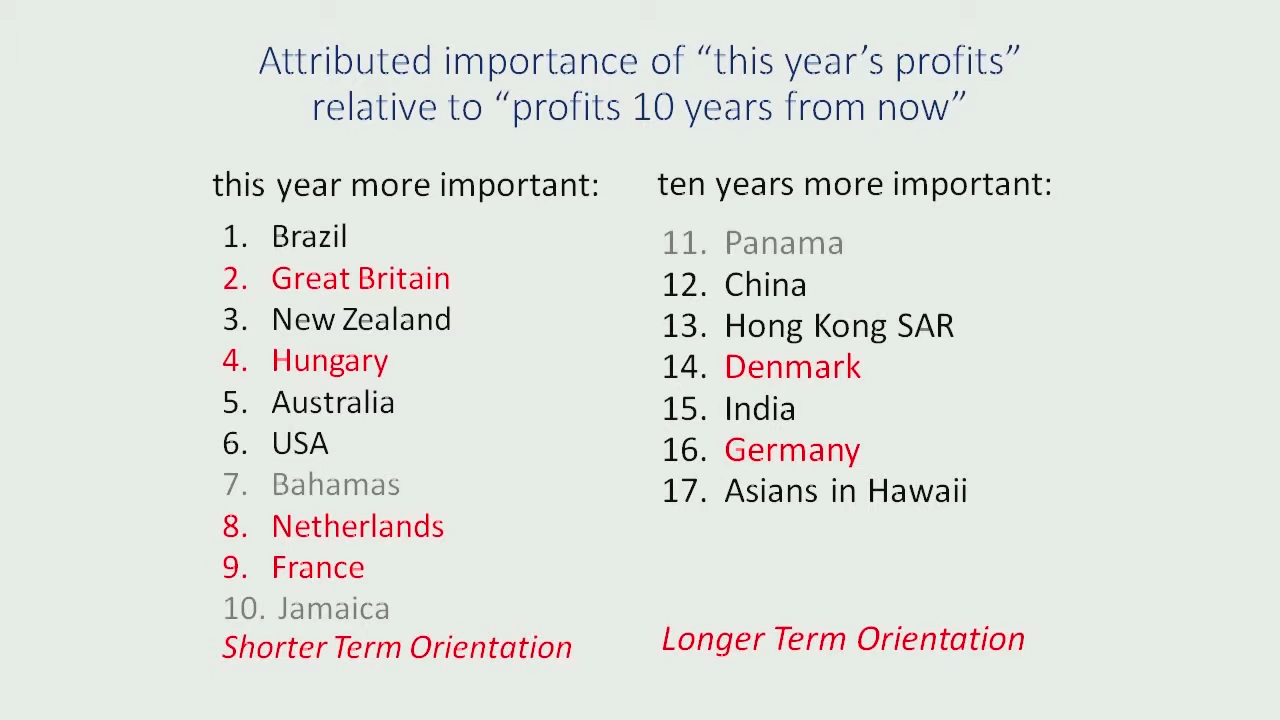 Attributed importance of “this year’s profits”
relative to “profits 10 years from now”
this year more important:
1. Brazil
2. Great Britain
3. New Zealand
4. Hungary
5. Australia
6. USA
7. Bahamas
8. Netherlands
9. France
10. Jamaica
Shorter Term Orientation
ten years more important:
11. Panama
12. China
13. Hong Kong SAR
14. Denmark
15. India
16. Germany
17. Asians in Hawaii
Longer Term Orientation